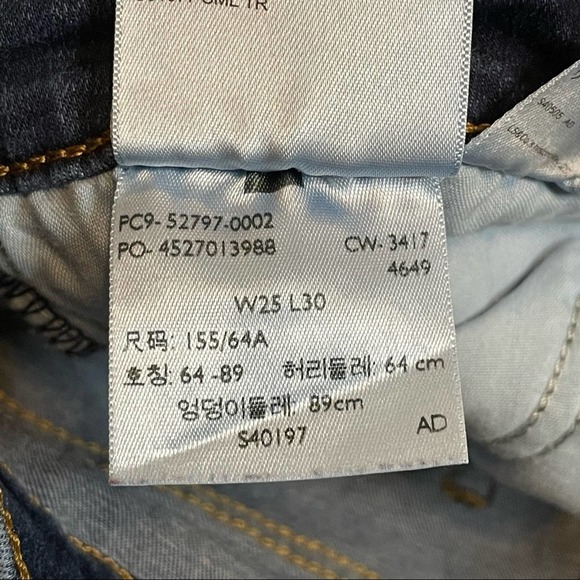 PC9- 52797-0002
PO- 4527013988
CW- 3417
4649
W25 L30
尺码: 155/64A
호칭: 64 -89 허리둘레: 64 cm
엉덩이둘레: 89cm
S40197
AD